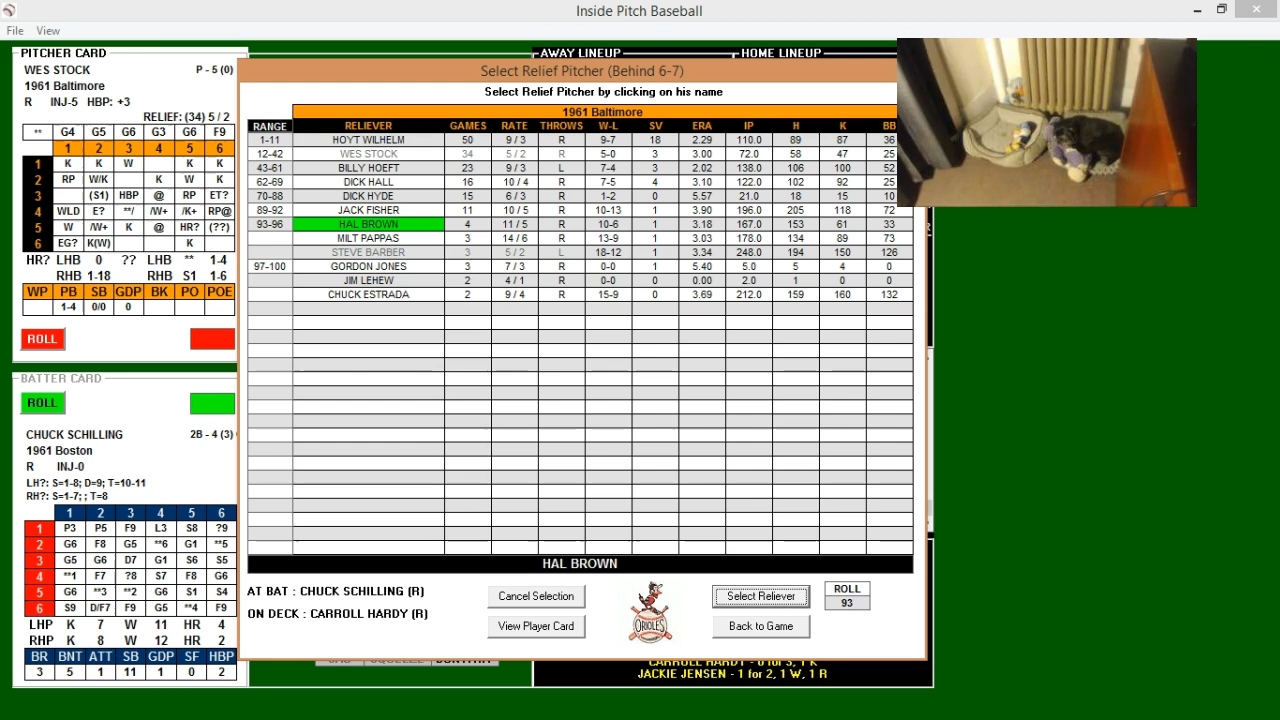 Inside Pitch Baseball
File View
PITCHER CARD
WES STOCK P - 5 (0)
1961 Baltimore
R INJ-5 HBP: +3
RELIEF: (34) 5 / 2
** G4 G5 G6 G3 G6 F9
1 2 3 4 5 6
1 K K W K K
2 RP W/K K W K
3 (S1) HBP @ RP ET?
4 WLD E? **/ /W+ /K+ RP@
5 W /W+ K @ HR? (??)
6 EG? K(W) K
HR? LHB 0 ?? LHB ** 1-4
RHB 1-18 RHB S1 1-6
WP PB SB GDP BK PO POE
1-4 0/0 0
ROLL
BATTER CARD
ROLL
CHUCK SCHILLING 2B - 4 (3)
1961 Boston
R INJ-0
LH?: S=1-8; D=9; T=10-11
RH?: S=1-7; ; T=8
1 2 3 4 5 6
1 P3 P5 F9 L3 S8 ?9
2 G6 F8 G5 **6 G1 **5
3 G5 G6 D7 G1 S6 S5
4 **1 F7 ?8 S7 F8 G6
5 G6 **3 **2 G6 S1 S4
6 S9 D/F7 F9 G5 **4 F9
LHP K 7 W 11 HR 4
RHP K 8 W 12 HR 2
BR BNT ATT SB GDP SF HBP
3 5 1 11 1 0 2
AWAY LINEUP HOME LINEUP
Select Relief Pitcher (Behind 6-7)
Select Relief Pitcher by clicking on his name
1961 Baltimore
RANGE RELIEVER GAMES RATE THROWS W-L SV ERA IP H K BB
1-11 HOYT WILHELM 50 9 / 3 R 9-7 18 2.29 110.0 89 87 36
12-42 WES STOCK 34 5 / 2 R 5-0 3 3.00 72.0 58 47 25
43-61 BILLY HOEFT 23 9 / 3 L 7-4 3 2.02 138.0 106 100 52
62-69 DICK HALL 16 10 / 4 R 7-5 4 3.10 122.0 102 92 25
70-88 DICK HYDE 15 6 / 3 R 1-2 0 5.57 21.0 18 15 10
89-92 JACK FISHER 11 10 / 5 R 10-13 1 3.90 196.0 205 118 72
93-96 HAL BROWN 4 11 / 5 R 10-6 1 3.18 167.0 153 61 33
MILT PAPPAS 3 14 / 6 R 13-9 1 3.03 178.0 134 89 73
STEVE BARBER 3 5 / 2 L 18-12 1 3.34 248.0 194 150 126
97-100 GORDON JONES 3 7 / 3 R 0-0 1 5.40 5.0 5 4 0
JIM LEHEW 2 4 / 1 R 0-0 0 0.00 2.0 1 0 0
CHUCK ESTRADA 2 9 / 4 R 15-9 0 3.69 212.0 159 160 132
HAL BROWN
AT BAT : CHUCK SCHILLING (R)
ON DECK : CARROLL HARDY (R)
Cancel Selection
View Player Card
ORIOLES
Select Reliever
Back to Game
ROLL
93
CARROLL HARDY - 0 for 3, 1 K
JACKIE JENSEN - 1 for 2, 1 W, 1 R